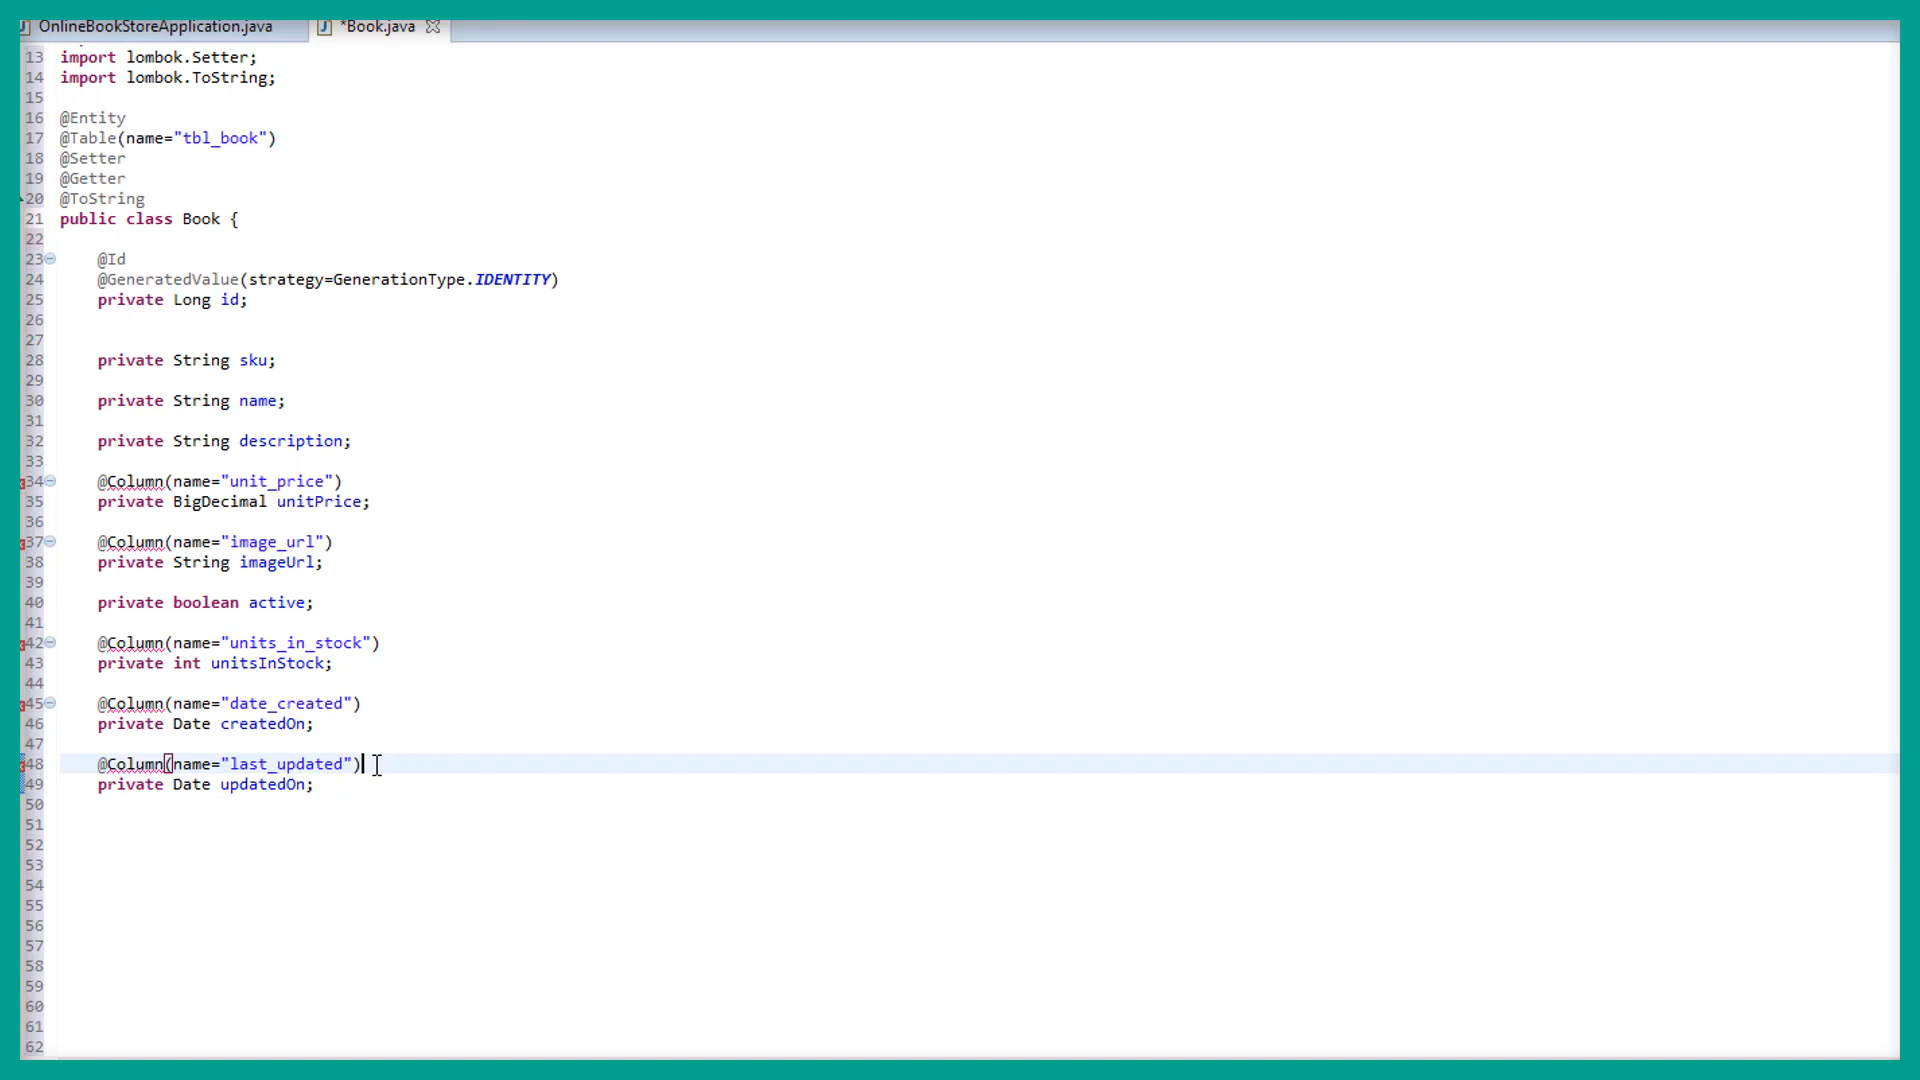 OnlineBookStoreApplication.java
*Book.java
13 import lombok.Setter;
14 import lombok.ToString;
15
16 @Entity
17 @Table(name="tbl_book")
18 @Setter
19 @Getter
20 @ToString
21 public class Book {
22
23 @Id
24 @GeneratedValue(strategy=GenerationType.IDENTITY)
25 private Long id;
26
27
28 private String sku;
29
30 private String name;
31
32 private String description;
33
34 @Column(name="unit_price")
35 private BigDecimal unitPrice;
36
37 @Column(name="image_url")
38 private String imageUrl;
39
40 private boolean active;
41
42 @Column(name="units_in_stock")
43 private int unitsInStock;
44
45 @Column(name="date_created")
46 private Date createdOn;
47
48 @Column(name="last_updated")
49 private Date updatedOn;
50
51
52
53
54
55
56
57
58
59
60
61
62